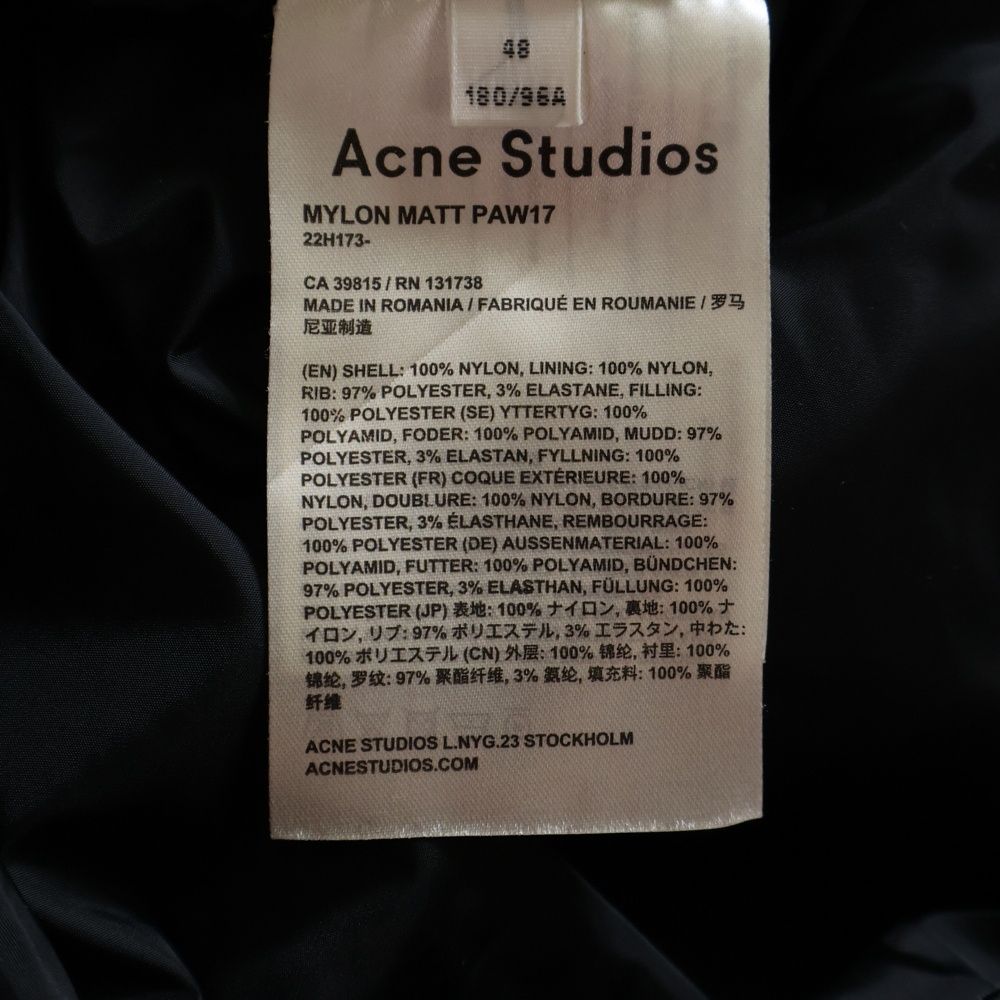 48
180/96A
Acne Studios
MYLON MATT PAW17
22H173-
CA 39815 / RN 131738
MADE IN ROMANIA / FABRIQUÉ EN ROUMANIE / 罗马
尼亚制造
(EN) SHELL: 100% NYLON, LINING: 100% NYLON,
RIB: 97% POLYESTER, 3% ELASTANE, FILLING:
100% POLYESTER (SE) YTTERTYG: 100%
POLYAMID, FODER: 100% POLYAMID, MUDD: 97%
POLYESTER, 3% ELASTAN, FYLLNING: 100%
POLYESTER (FR) COQUE EXTÉRIEURE: 100%
NYLON, DOUBLURE: 100% NYLON, BORDURE: 97%
POLYESTER, 3% ÉLASTHANE, REMBOURRAGE:
100% POLYESTER (DE) AUSSENMATERIAL: 100%
POLYAMID, FUTTER: 100% POLYAMID, BÜNDCHEN:
97% POLYESTER, 3% ELASTHAN, FÜLLUNG: 100%
POLYESTER (JP) 表地: 100% ナイロン, 裏地: 100% ナ
イロン, リブ: 97% ポリエステル, 3% エラスタン, 中わた:
100% ポリエステル (CN) 外层: 100% 锦纶, 衬里: 100%
锦纶, 罗纹: 97% 聚酯纤维, 3% 氨纶, 填充料: 100% 聚酯
纤维
ACNE STUDIOS L.NYG.23 STOCKHOLM
ACNESTUDIOS.COM